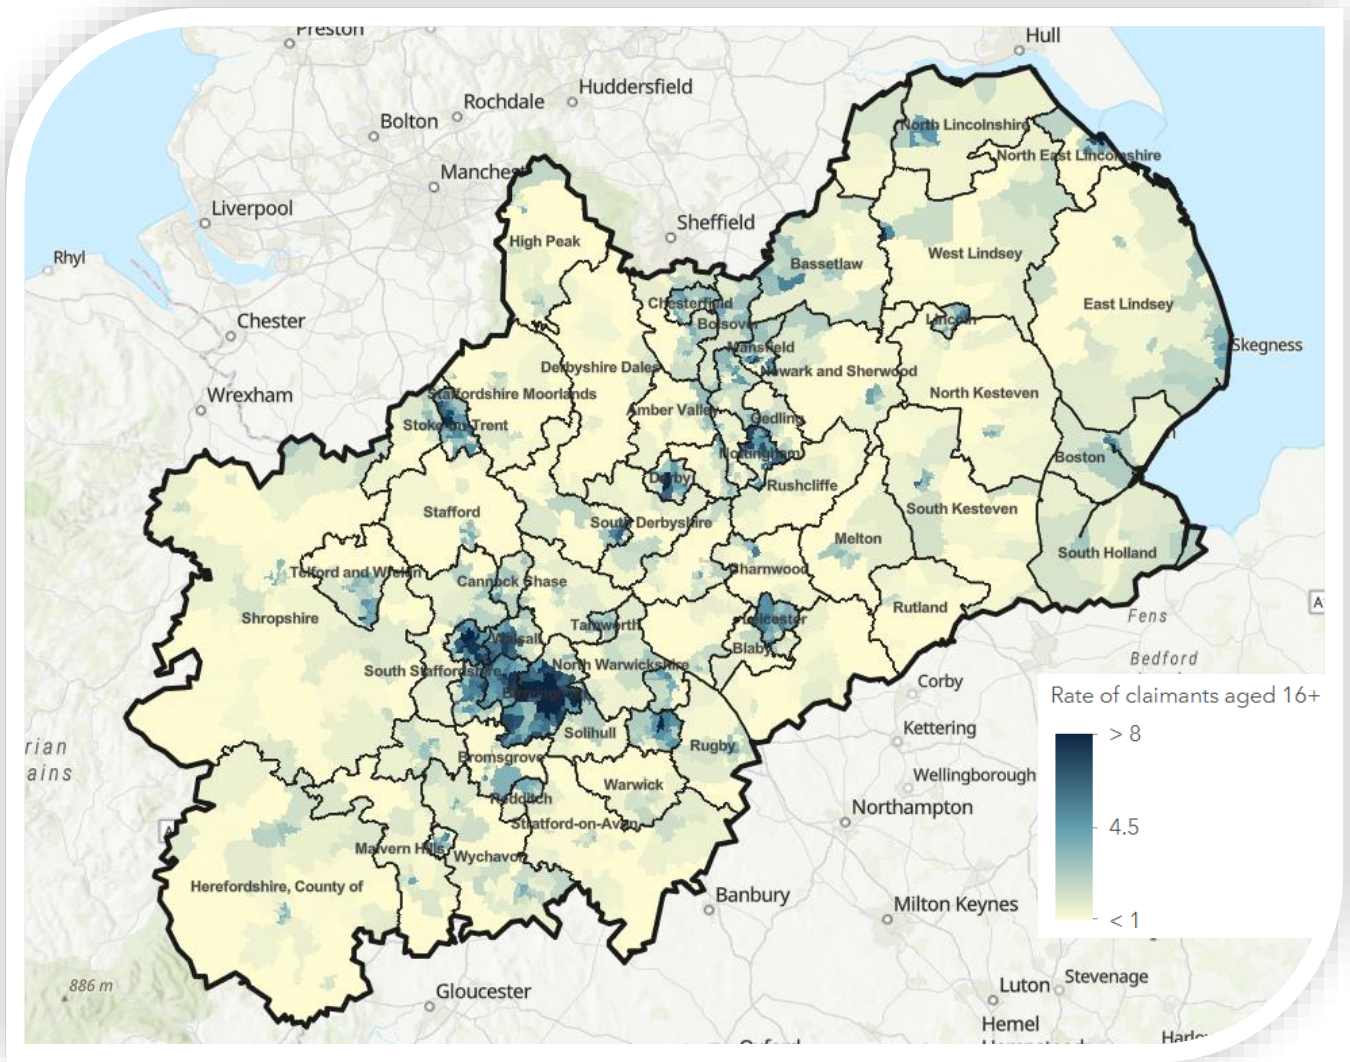 Preston
Hull
Huddersfield
Rochdale
Bolton
North Lincolnshire
Manchest
North East Lincolnshire
Liverpool
Sheffield
High Peak
Rhyl
West Lindsey
Bassetlaw
Chesterfield
East Lindsey
Chester
Bolsover
Lincoln
Mansfield
Skegness
Derbyshire Dales
Newark and Sherwood
Wrexham
Staffordshire Moorlands
North Kesteven
Amber Valley
Gedling
Stoke-on-Trent
Nottingham
Boston
Derby
Rushcliffe
Stafford
South Derbyshire
South Kesteven
Melton
South Holland
Telford and Wrekin
Cannock Chase
Charnwood
Rutland
Shropshire
Tamworth
Leicester
Fens
Walsall
Blaby
South Staffordshire
North Warwickshire
Bedford
Corby
Birmingham
Rate of claimants aged 16+
Kettering
> 8
Solihull
Rugby
rian
ains
Bromsgrove
Warwick
Wellingborough
Redditch
Northampton
Stratford-on-Avon
4.5
Malvern Hills
Wychavon
Herefordshire, County of
Banbury
Milton Keynes
< 1
886 m
Gloucester
Stevenage
Luton
Hemel